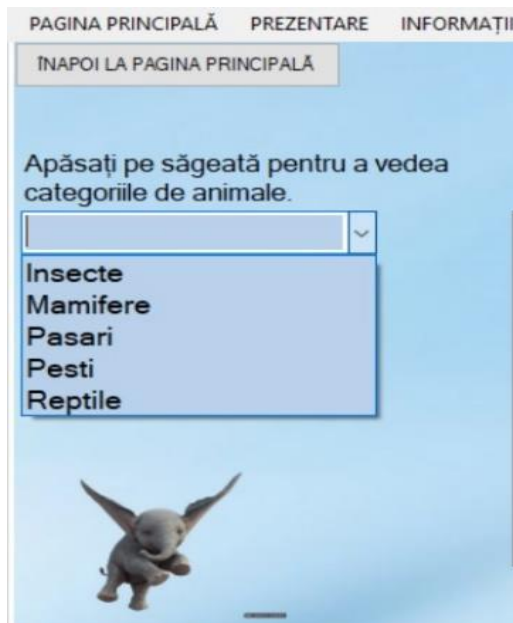 PAGINA PRINCIPALĂ PREZENTARE INFORMAȚII
ÎNAPOI LA PAGINA PRINCIPALĂ
Apăsați pe săgeată pentru a vedea
categoriile de animale.
Insecte
Mamifere
Pasari
Pesti
Reptile